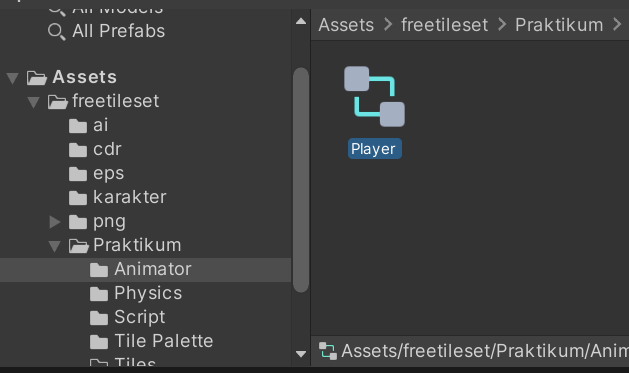 All Models
All Prefabs
Assets
freetileset
ai
cdr
eps
karakter
png
Praktikum
Animator
Physics
Script
Tile Palette
Tiles
Assets > freetileset > Praktikum >
Player
Assets/freetileset/Praktikum/Anim